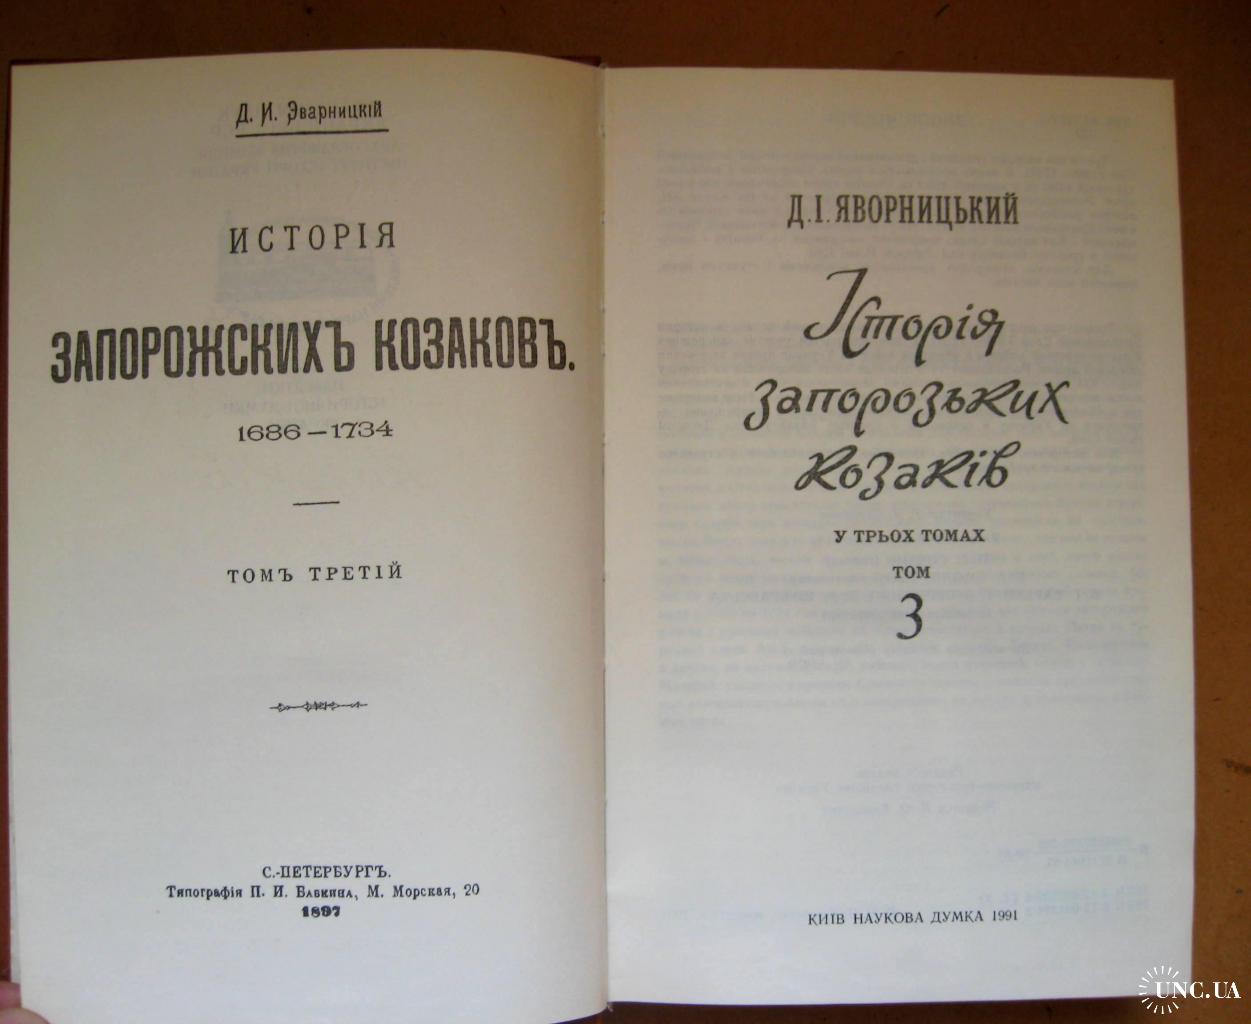 Д. И. Эварницкій
ИСТОРІЯ
ЗАПОРОЖСКИХЪ КОЗАКОВЪ.
1686—1734
ТОМЪ ТРЕТІЙ
С.-ПЕТЕРБУРГЪ.
Типографія П. И. Бабкина, М. Морская, 20
1897
Д.І. ЯВОРНИЦЬКИЙ
Історія
запорозьких
козаків
У ТРЬОХ ТОМАХ
ТОМ
3
КИЇВ НАУКОВА ДУМКА 1991
UNC.UA